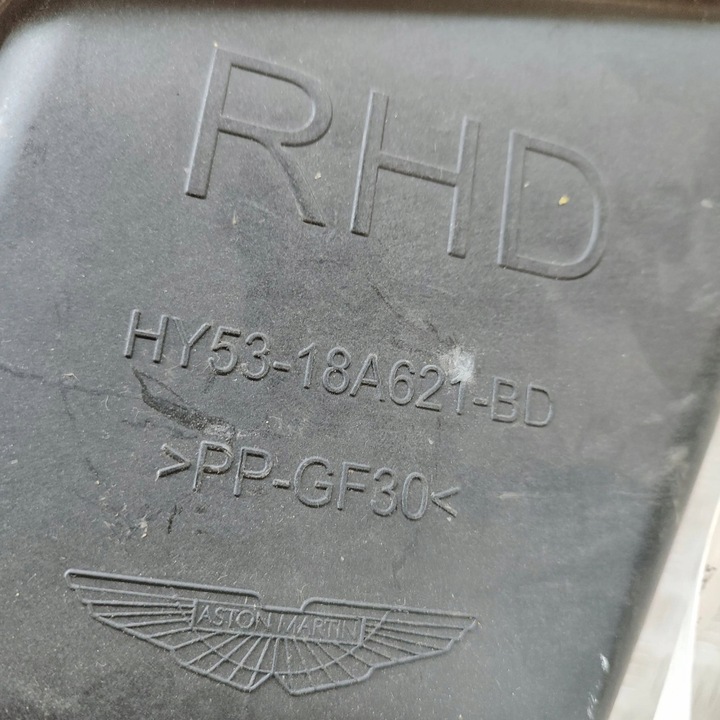 RHD
HY53-18A621-BD
>PP-GF30<
ASTON MARTIN